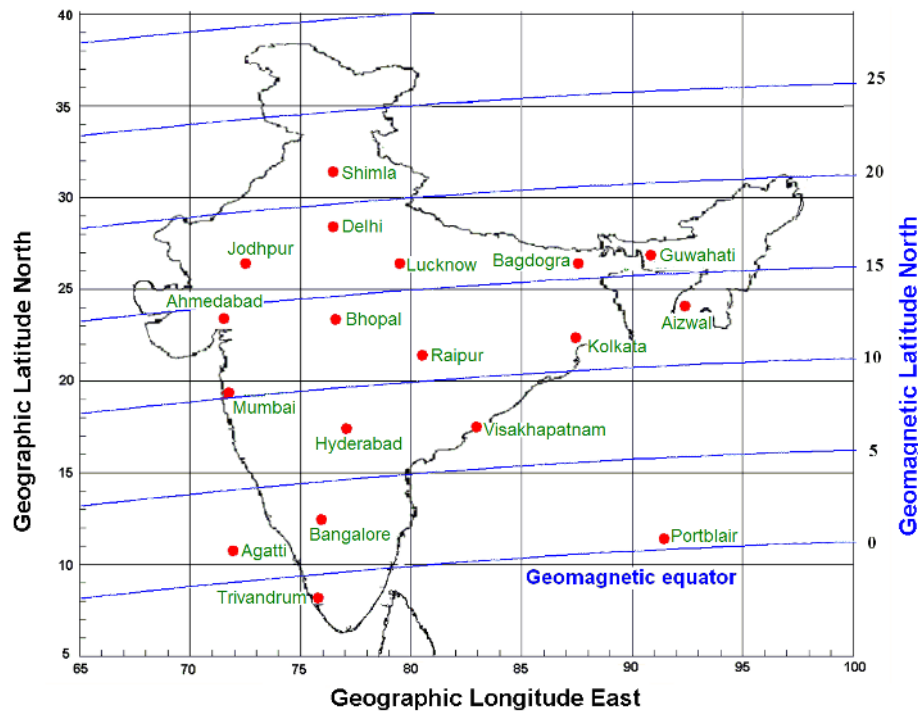 40
35
30
25
20
15
10
5
Geographic Latitude North
65
70
75
80
85
90
95
100
Geographic Longitude East
25
20
15
10
5
0
Geomagnetic Latitude North
Shimla
Delhi
Jodhpur
Lucknow
Bagdogra
Guwahati
Ahmedabad
Bhopal
Aizwal
Kolkata
Raipur
Mumbai
Hyderabad
Visakhapatnam
Bangalore
Agatti
Portblair
Trivandrum
Geomagnetic equator